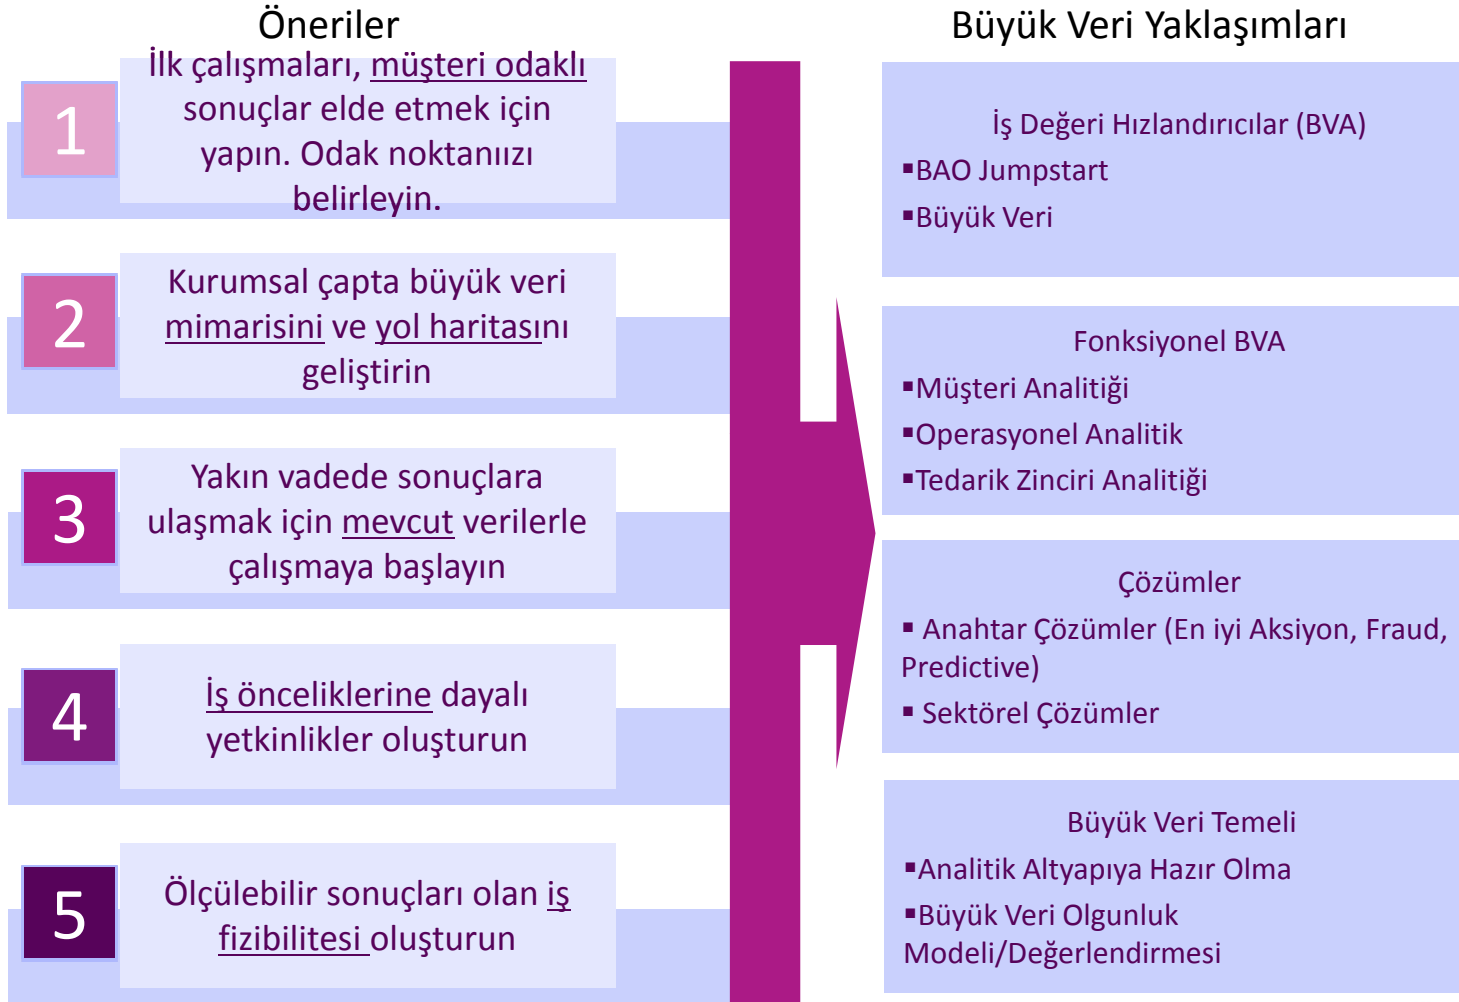 Öneriler
1
İlk çalışmaları, müşteri odaklı
sonuçlar elde etmek için
yapın. Odak noktanıızı
belirleyin.
2
Kurumsal çapta büyük veri
mimarisini ve yol haritasını
geliştirin
3
Yakın vadede sonuçlara
ulaşmak için mevcut verilerle
çalışmaya başlayın
4
İş önceliklerine dayalı
yetkinlikler oluşturun
5
Ölçülebilir sonuçları olan iş
fizibilitesi oluşturun
Büyük Veri Yaklaşımları
İş Değeri Hızlandırıcılar (BVA)
▪BAO Jumpstart
▪Büyük Veri
Fonksiyonel BVA
▪Müşteri Analitiği
▪Operasyonel Analitik
▪Tedarik Zinciri Analitiği
Çözümler
▪ Anahtar Çözümler (En iyi Aksiyon, Fraud,
Predictive)
▪ Sektörel Çözümler
Büyük Veri Temeli
▪Analitik Altyapıya Hazır Olma
▪Büyük Veri Olgunluk
Modeli/Değerlendirmesi